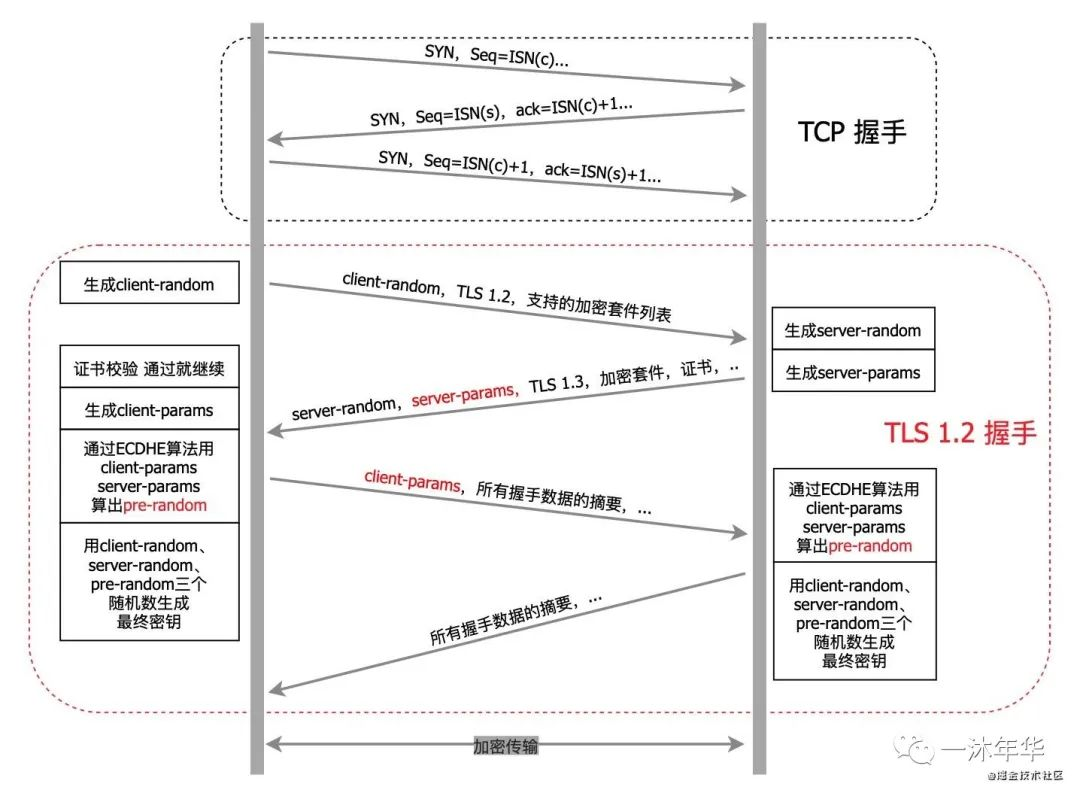 SYN，Seq=ISN(c)...
SYN，Seq=ISN(s)，ack=ISN(c)+1...
SYN，Seq=ISN(c)+1，ack=ISN(s)+1...
TCP 握手
生成client-random
client-random，TLS 1.2，支持的加密套件列表
生成server-random
生成server-params
证书校验 通过就继续
生成client-params
通过ECDHE算法用
client-params
server-params
算出pre-random
用client-random、
server-random、
pre-random三个
随机数生成
最终密钥
server-random，server-params，TLS 1.3，加密套件，证书，..
TLS 1.2 握手
client-params，所有握手数据的摘要，...
通过ECDHE算法用
client-params
server-params
算出pre-random
用client-random、
server-random、
pre-random三个
随机数生成
最终密钥
所有握手数据的摘要，...
加密传输
一沐年华
@掘金技术社区